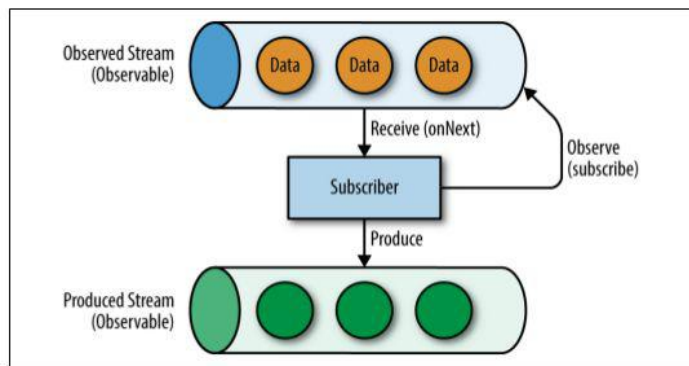 Observed Stream
(Observable)
Data Data Data
Receive (onNext)
Observe
(subscribe)
Subscriber
Produce
Produced Stream
(Observable)